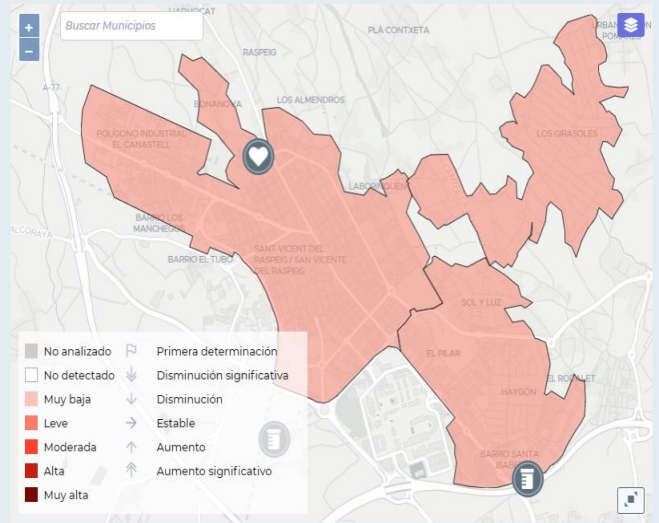 +
Buscar Municipios
−
PLÀ CONTXETA
RASPEIG
A-77
BONANOVA
LOS ALMENDROS
POLÍGONO INDUSTRIAL
EL CANASTELL
LOS GIRASOLES
BARRIO LOS
MANCHEGOS
ALCORAYA
BARRIO EL TUBO
SANT VICENT DEL
RASPEIG / SAN VICENTE
DEL RASPEIG
SOL Y LUZ
EL PILAR
HAYGÓN
EL RODALET
BARRIO SANTA
ISABEL
No analizado
Primera determinación
No detectado
Disminución significativa
Muy baja
Disminución
Leve
Estable
Moderada
Aumento
Alta
Aumento significativo
Muy alta